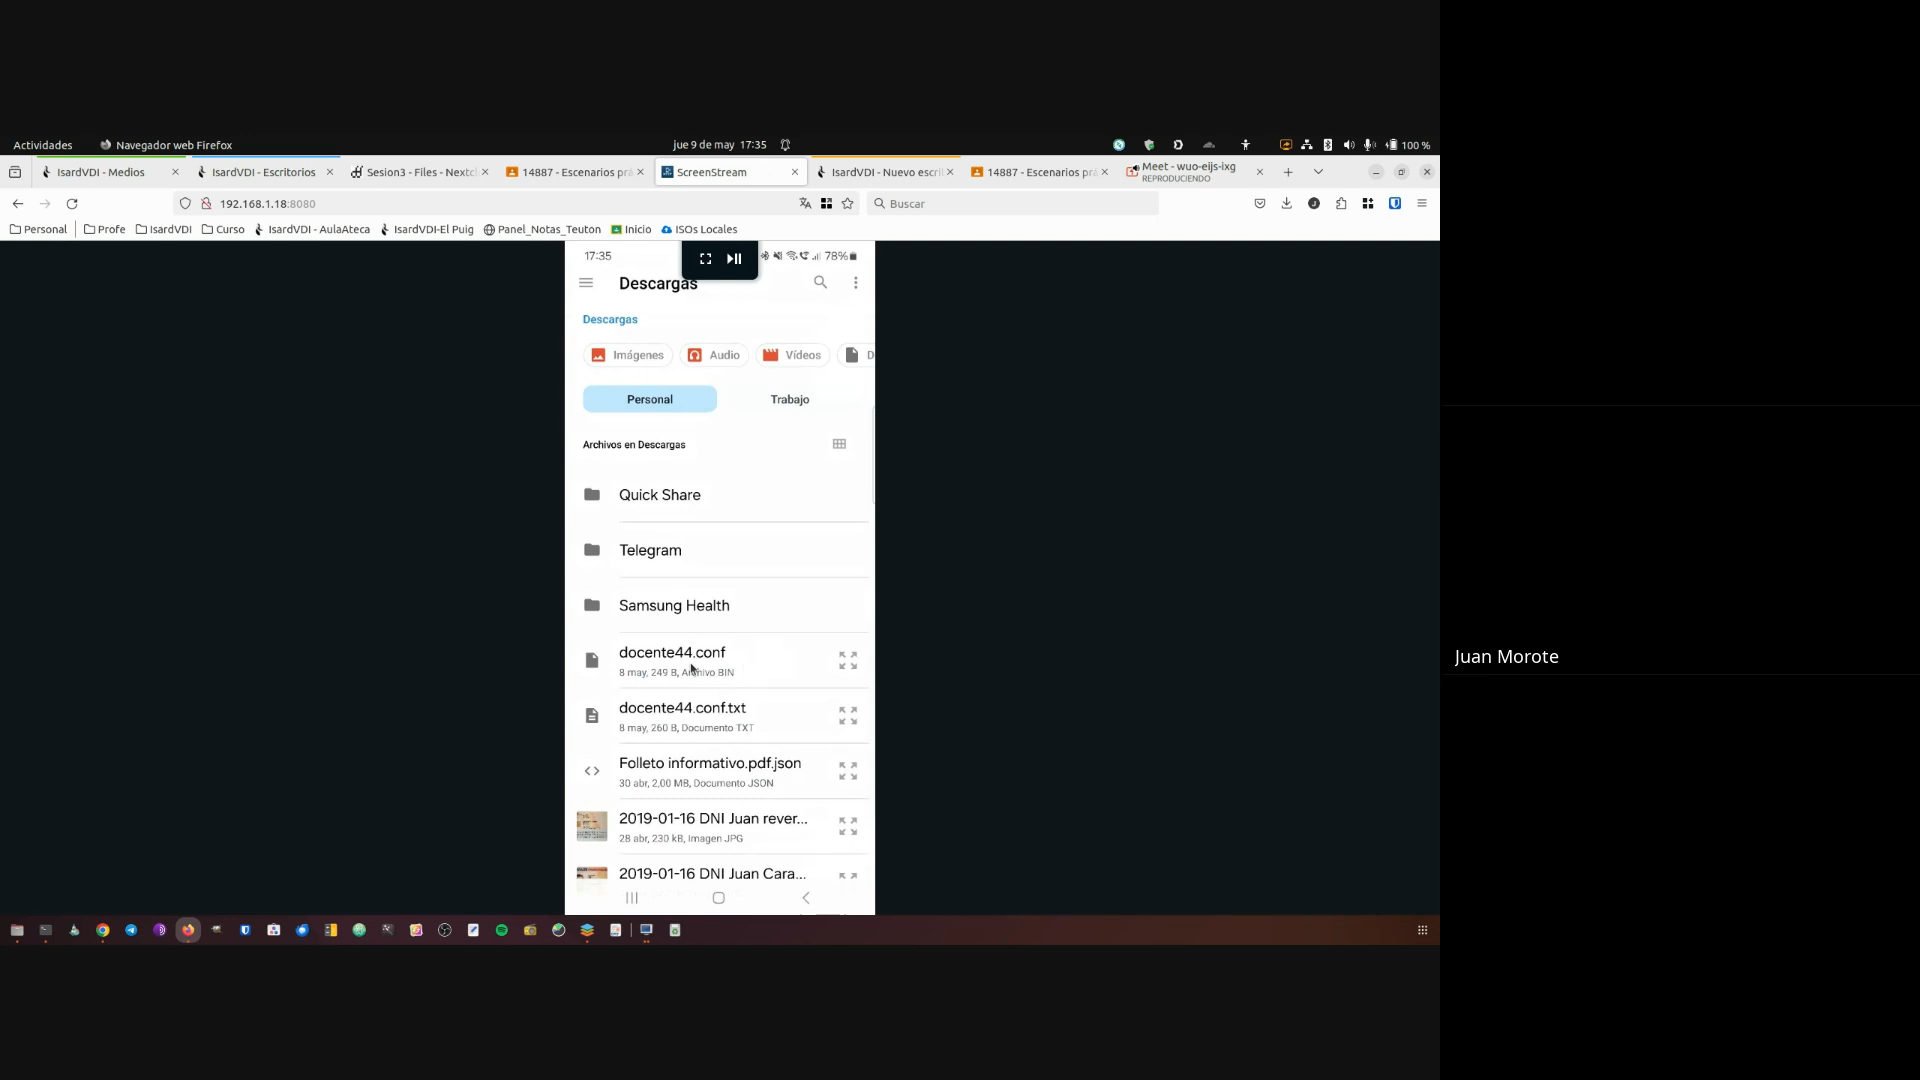 Actividades Navegador web Firefox jue 9 de may 17:35 100 %
IsardVDI - Medios IsardVDI - Escritorios Sesion3 - Files - Nextcl 14887 - Escenarios prá ScreenStream IsardVDI - Nuevo escri 14887 - Escenarios prá Meet - wuo-eijs-ixg
REPRODUCIENDO
192.168.1.18:8080 Buscar
Personal Profe IsardVDI Curso IsardVDI - AulaAteca IsardVDI-El Puig Panel_Notas_Teuton Inicio ISOs Locales
17:35 78%
Descargas
Descargas
Imágenes Audio Vídeos D
Personal Trabajo
Archivos en Descargas
Quick Share
Telegram
Samsung Health
docente44.conf
8 may, 249 B, Archivo BIN
docente44.conf.txt
8 may, 260 B, Documento TXT
Folleto informativo.pdf.json
30 abr, 2,00 MB, Documento JSON
2019-01-16 DNI Juan rever...
28 abr, 230 kB, Imagen JPG
2019-01-16 DNI Juan Cara...
Juan Morote